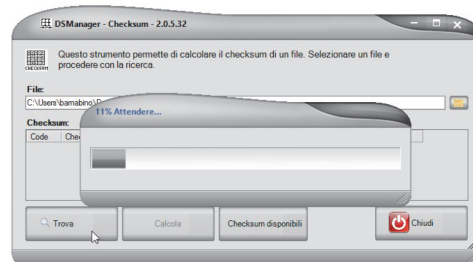 DSManager - Checksum - 2.0.5.32
Questo strumento permette di calcolare il checksum di un file. Selezionare un file e
procedere con la ricerca.
CHECKSUM
File:
C:\Users\bamabino\
11% Attendere...
Checksum:
Code
Trova
Calcola
Checksum disponibili
Chiudi